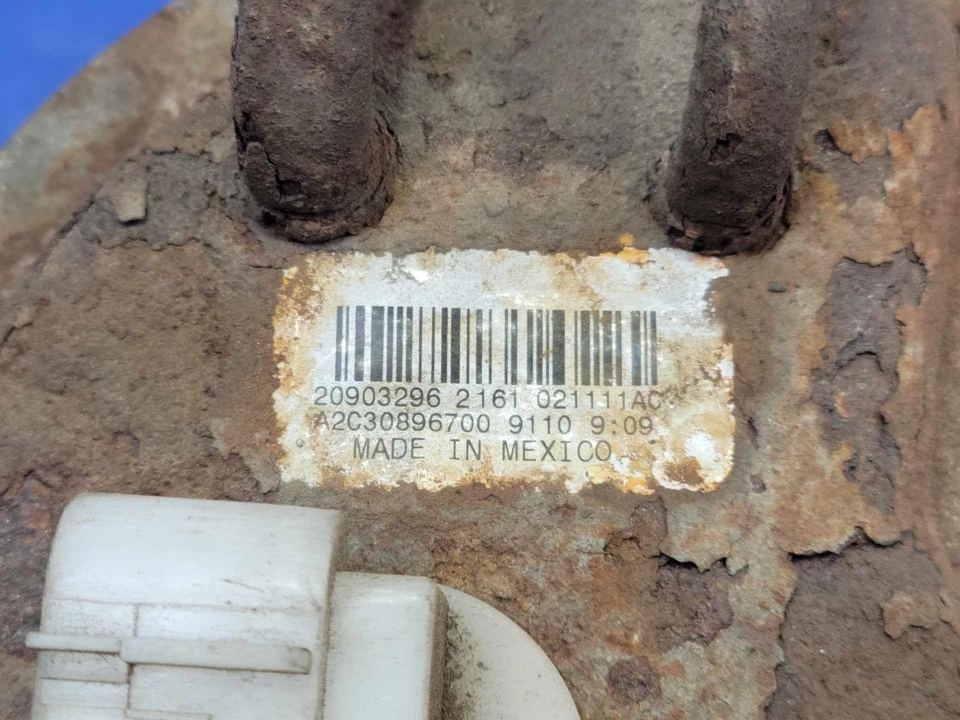 20903296 2161 021111AC
A2C30896700 9110 9:09
MADE IN MEXICO